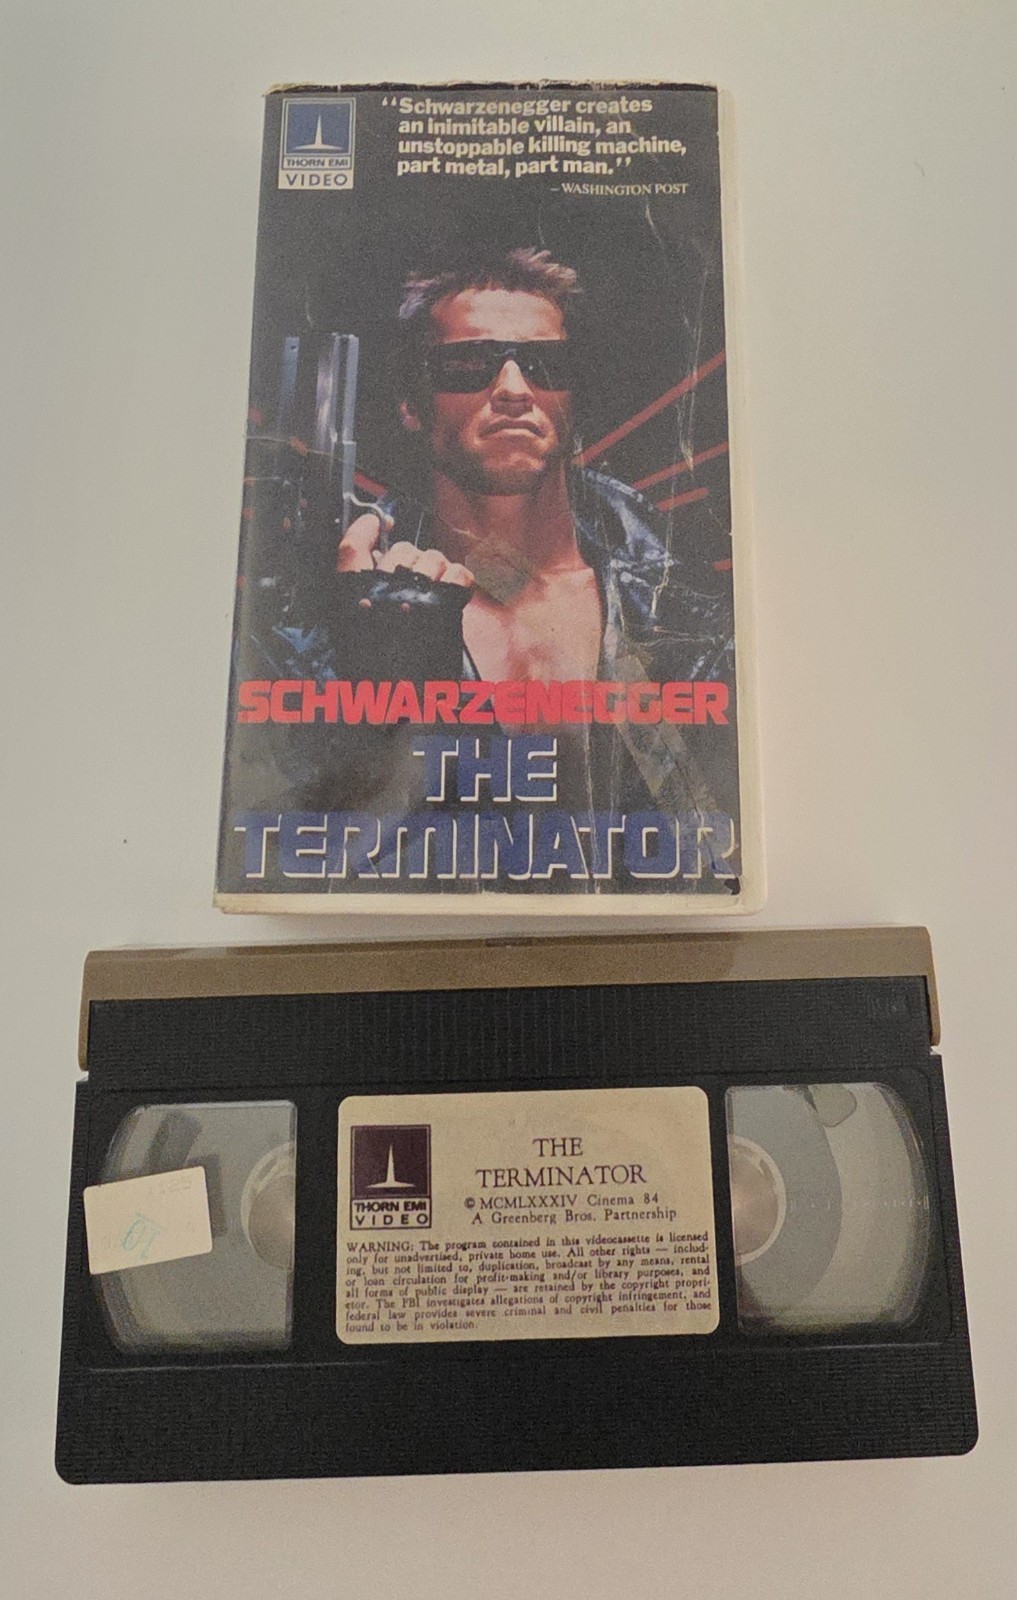 THORN EMI
VIDEO
“Schwarzenegger creates
an inimitable villain, an
unstoppable killing machine,
part metal, part man.”
–WASHINGTON POST
SCHWARZENEGGER
THE
TERMINATOR
THORN EMI
VIDEO
THE
TERMINATOR
© MCMLXXXIV Cinema 84
A Greenberg Bros. Partnership
WARNING: The program contained in this videocassette is licensed
only for unadvertised, private home use. All other rights — includ-
ing, but not limited to, duplication, broadcast by any means, rental
or loan circulation for profit-making and/or library purposes, and
all forms of public display — are retained by the copyright propri-
etor. The FBI investigates allegations of copyright infringement, and
federal law provides severe criminal and civil penalties for those
found to be in violation.